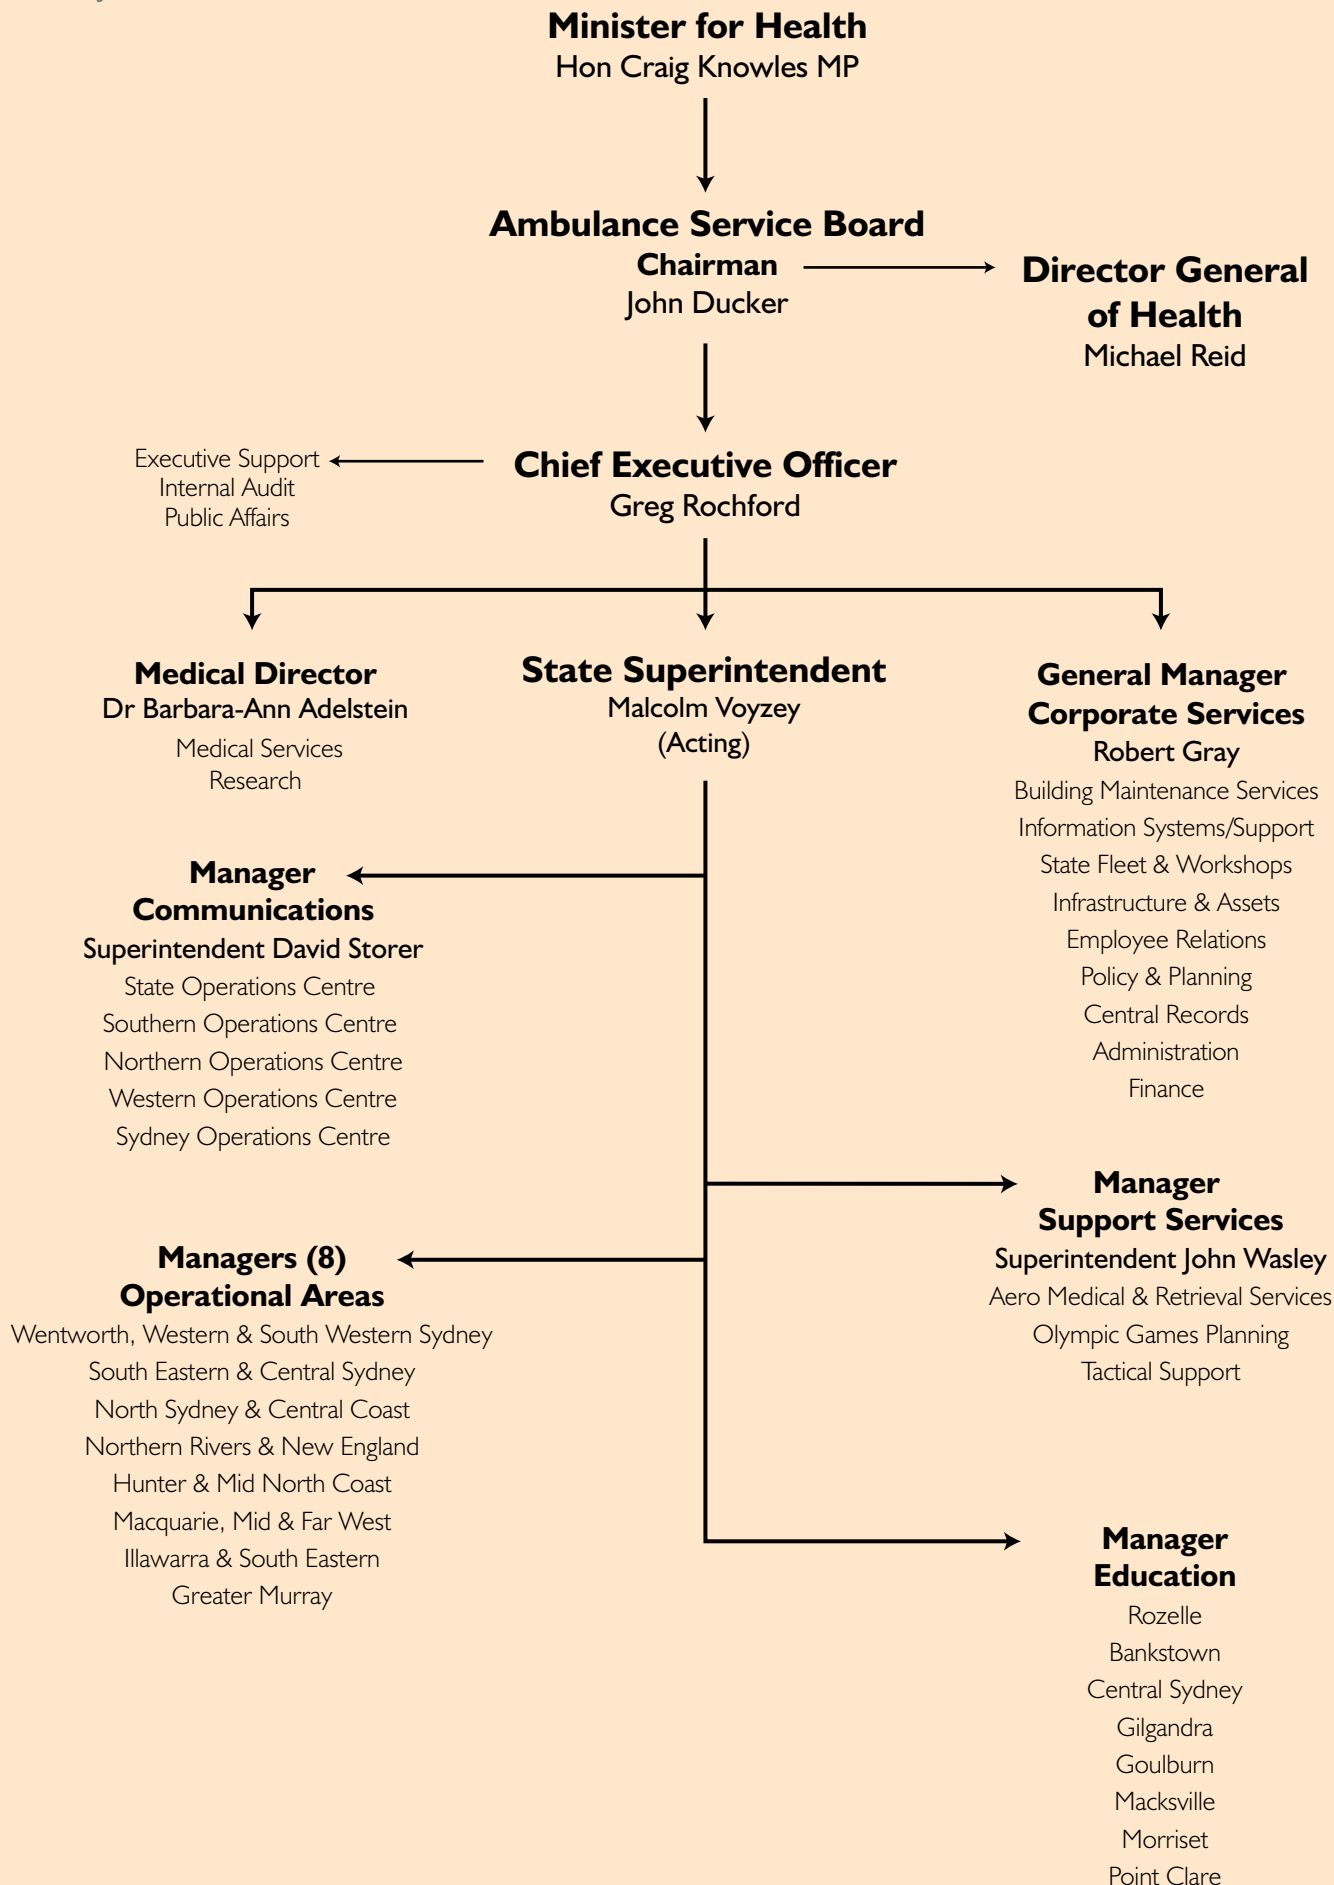 Minister for Health
Hon Craig Knowles MP
Ambulance Service Board
Chairman
John Ducker
Director General
of Health
Michael Reid
Executive Support
Internal Audit
Public Affairs
Chief Executive Officer
Greg Rochford
Medical Director
Dr Barbara-Ann Adelstein
Medical Services
Research
State Superintendent
Malcolm Voyzey
(Acting)
General Manager
Corporate Services
Robert Gray
Building Maintenance Services
Information Systems/Support
State Fleet & Workshops
Infrastructure & Assets
Employee Relations
Policy & Planning
Central Records
Administration
Finance
Manager
Communications
Superintendent David Storer
State Operations Centre
Southern Operations Centre
Northern Operations Centre
Western Operations Centre
Sydney Operations Centre
Manager
Support Services
Superintendent John Wasley
Aero Medical & Retrieval Services
Olympic Games Planning
Tactical Support
Managers (8)
Operational Areas
Wentworth, Western & South Western Sydney
South Eastern & Central Sydney
North Sydney & Central Coast
Northern Rivers & New England
Hunter & Mid North Coast
Macquarie, Mid & Far West
Illawarra & South Eastern
Greater Murray
Manager
Education
Rozelle
Bankstown
Central Sydney
Gilgandra
Goulburn
Macksville
Morriset
Point Clare